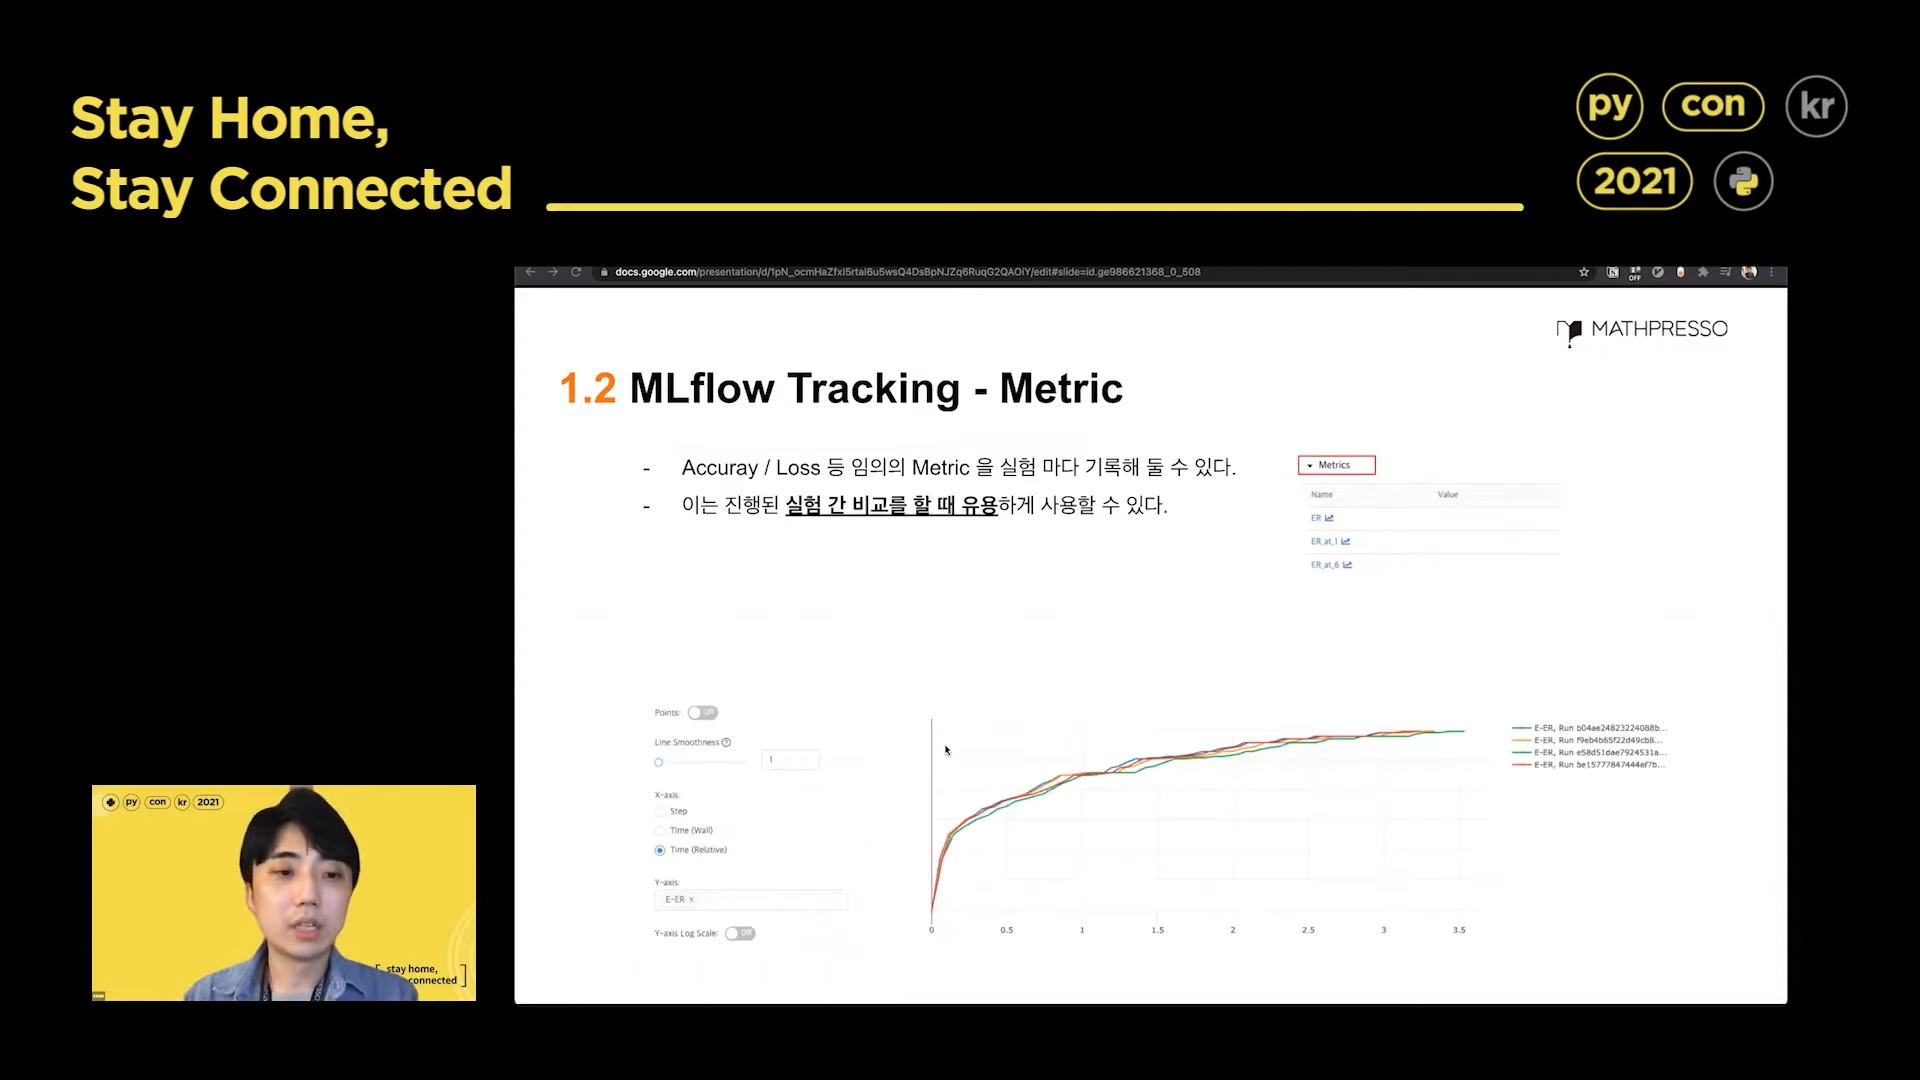 Stay Home,
Stay Connected
py con kr
2021
docs.google.com/presentation/d/1pN_ocmHaZfxI5rtal6u5wsQ4DsBpNJZq6RuqG2QAOiY/edit#slide=id.ge986621368_0_508
OFF
MATHPRESSO
1.2 MLflow Tracking - Metric
- Accuray / Loss 등 임의의 Metric 을 실험 마다 기록해 둘 수 있다.
- 이는 진행된 실험 간 비교를 할 때 유용하게 사용할 수 있다.
Metrics
Name Value
ER
ER_at_1
ER_at_6
Points: Off
Line Smoothness ?
1
X-axis:
Step
Time (Wall)
Time (Relative)
Y-axis:
E-ER ×
Y-axis Log Scale: Off
0 0.5 1 1.5 2 2.5 3 3.5
E-ER, Run b04ae24823224088b...
E-ER, Run f9eb4b65f22d49cb8...
E-ER, Run e58d51dae7924531a...
E-ER, Run be15777847444ef7b...
py con kr 2021
stay home,
connected